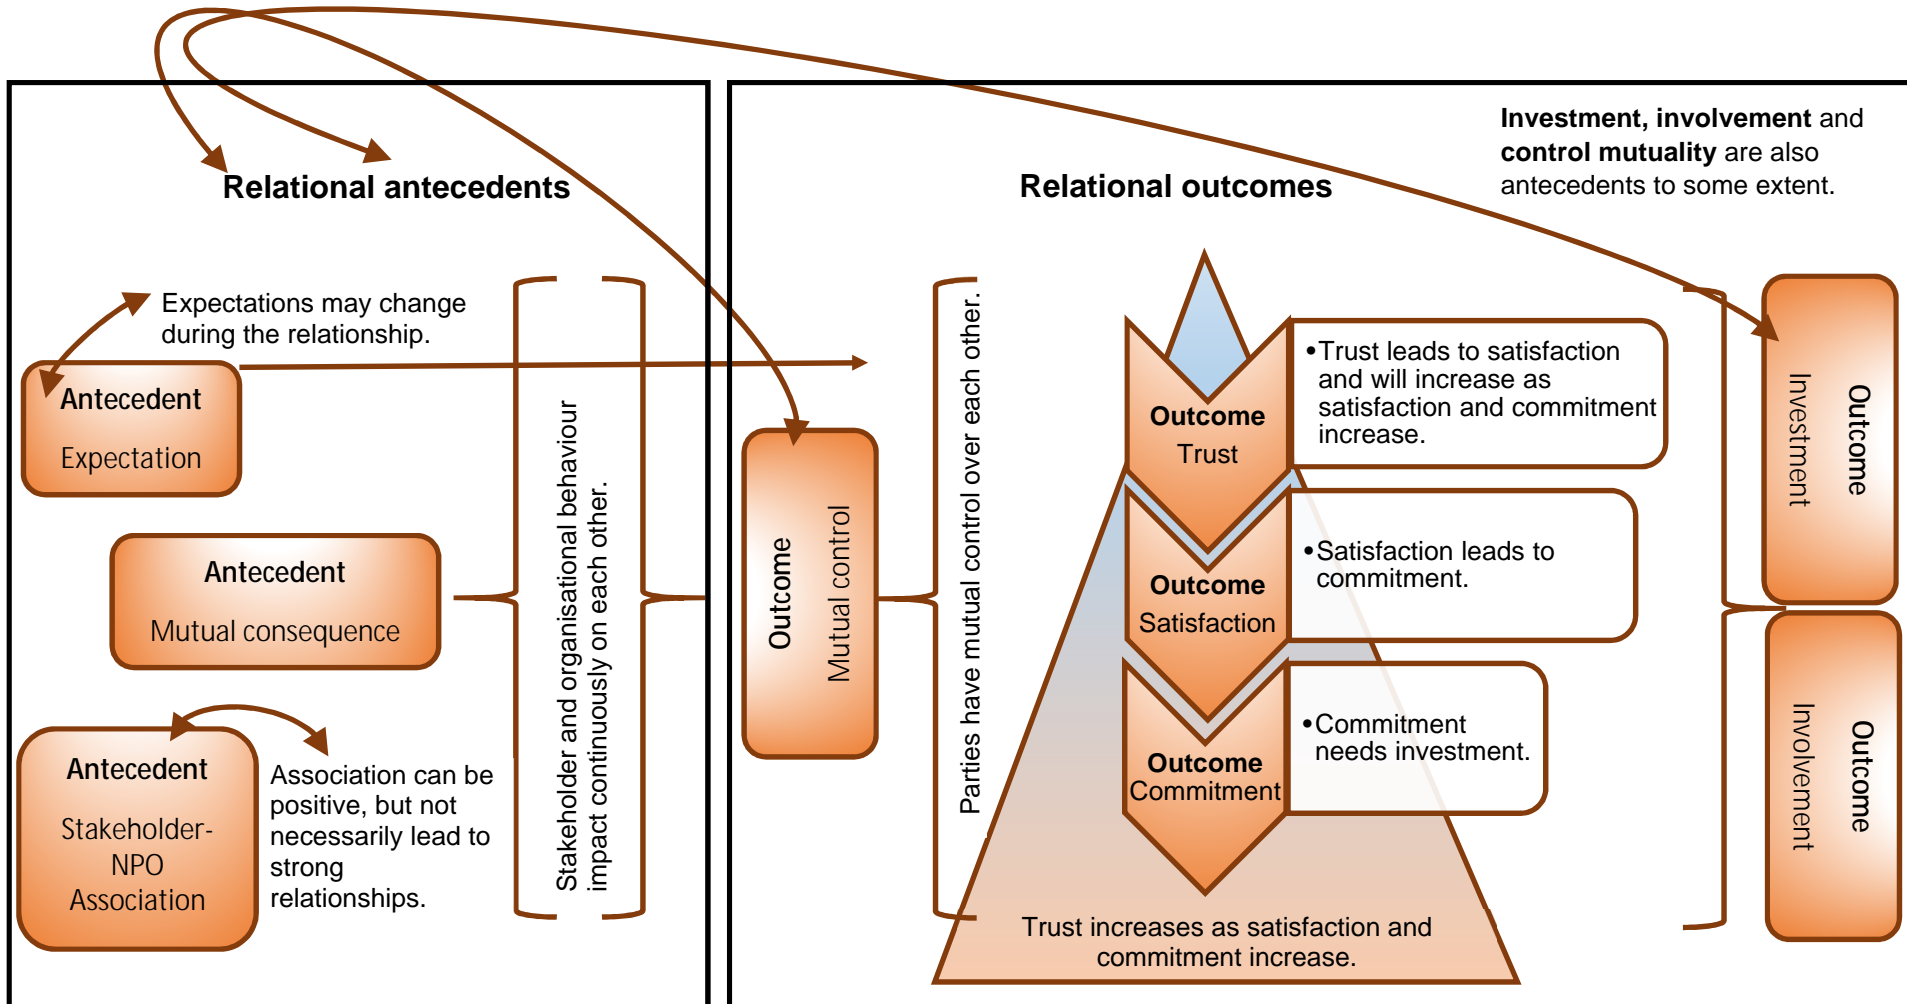 Relational antecedents
Expectations may change
during the relationship.
Antecedent
Expectation
Antecedent
Mutual consequence
Antecedent
Stakeholder-
NPO
Association
Association can be
positive, but not
necessarily lead to
strong
relationships.
Stakeholder and organisational behaviour
impact continuously on each other.
Relational outcomes
Investment, involvement and
control mutuality are also
antecedents to some extent.
Outcome
Mutual control
Parties have mutual control over each other.
Outcome
Trust
•Trust leads to satisfaction
and will increase as
satisfaction and commitment
increase.
Outcome
Satisfaction
•Satisfaction leads to
commitment.
Outcome
Commitment
•Commitment
needs investment.
Trust increases as satisfaction and
commitment increase.
Outcome
Investment
Outcome
Involvement